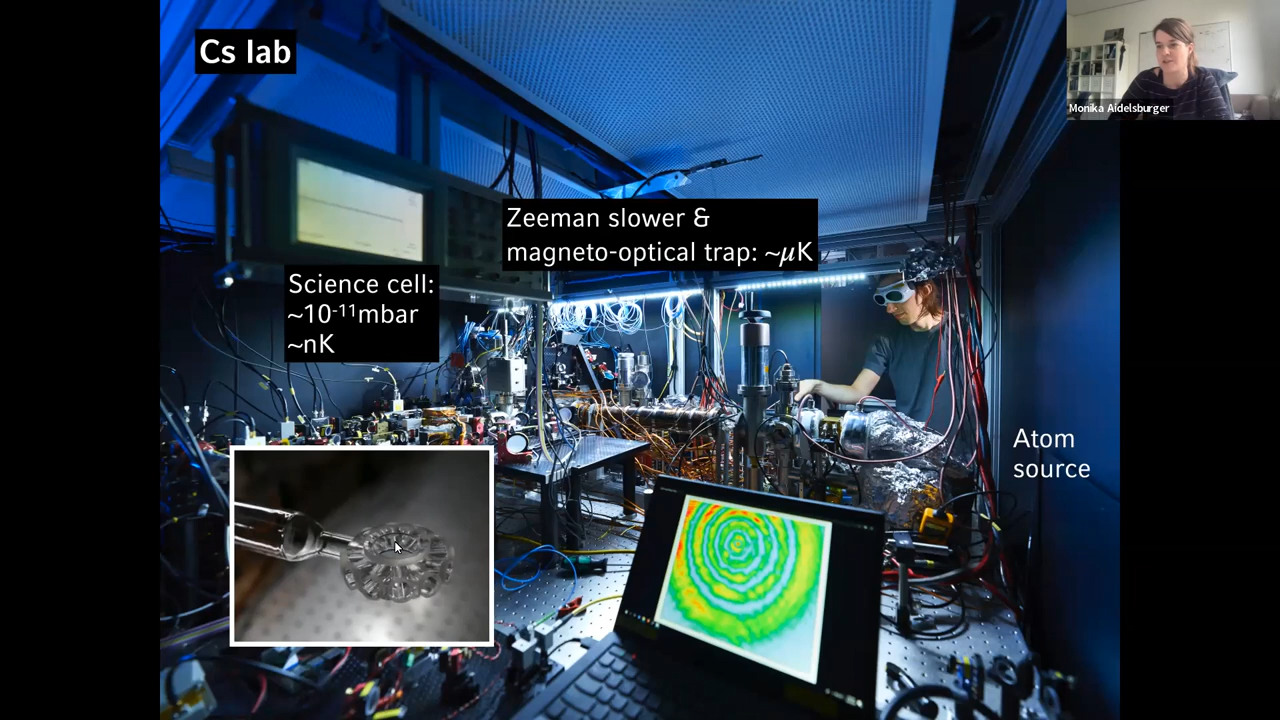 Cs lab
Monika Aidelsburger
Zeeman slower &
magneto-optical trap: ~μK
Science cell:
~10⁻¹¹mbar
~nK
Atom
source